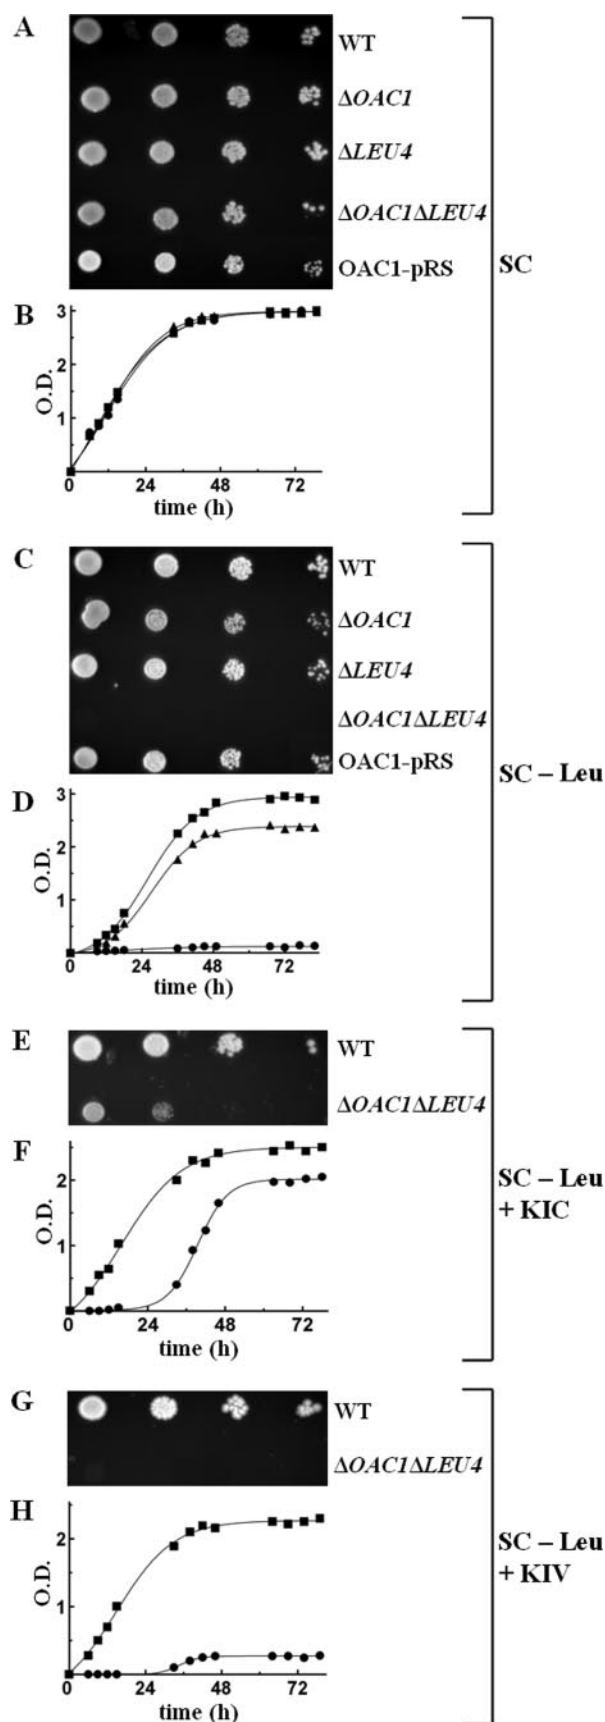 A
WT
ΔOAC1
ΔLEU4
ΔOAC1ΔLEU4
OAC1-pRS
SC
B
3
2
1
O.D.
0 24 48 72
time (h)
C
WT
ΔOAC1
ΔLEU4
ΔOAC1ΔLEU4
OAC1-pRS
SC – Leu
D
3
2
1
O.D.
0 24 48 72
time (h)
E
WT
ΔOAC1ΔLEU4
SC – Leu
+ KIC
F
2
1
0
O.D.
0 24 48 72
time (h)
G
WT
ΔOAC1ΔLEU4
SC – Leu
+ KIV
H
2
1
0
O.D.
0 24 48 72
time (h)